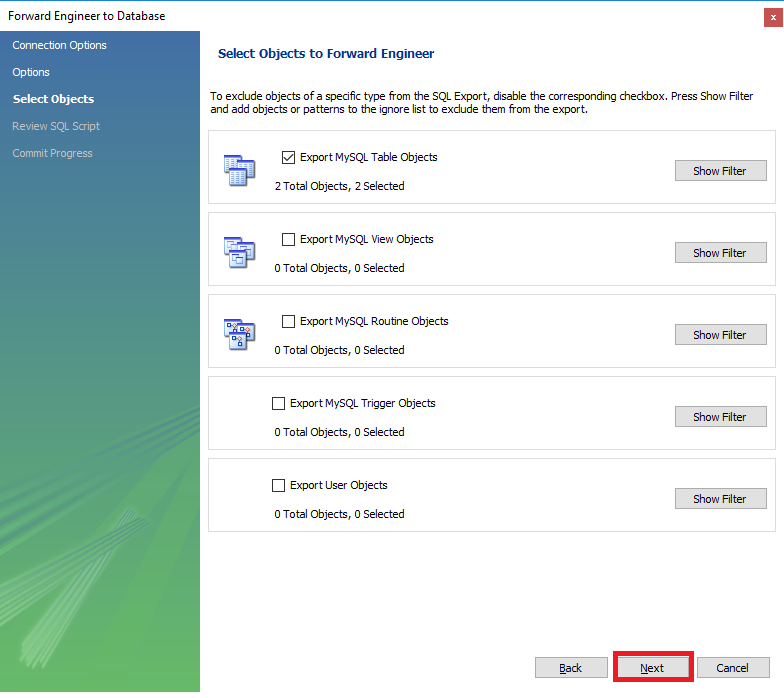 Forward Engineer to Database
x
Connection Options
Options
Select Objects
Review SQL Script
Commit Progress
Select Objects to Forward Engineer
To exclude objects of a specific type from the SQL Export, disable the corresponding checkbox. Press Show Filter
and add objects or patterns to the ignore list to exclude them from the export.
Export MySQL Table Objects
2 Total Objects, 2 Selected
Show Filter
Export MySQL View Objects
0 Total Objects, 0 Selected
Show Filter
Export MySQL Routine Objects
0 Total Objects, 0 Selected
Show Filter
Export MySQL Trigger Objects
0 Total Objects, 0 Selected
Show Filter
Export User Objects
0 Total Objects, 0 Selected
Show Filter
Back
Next
Cancel